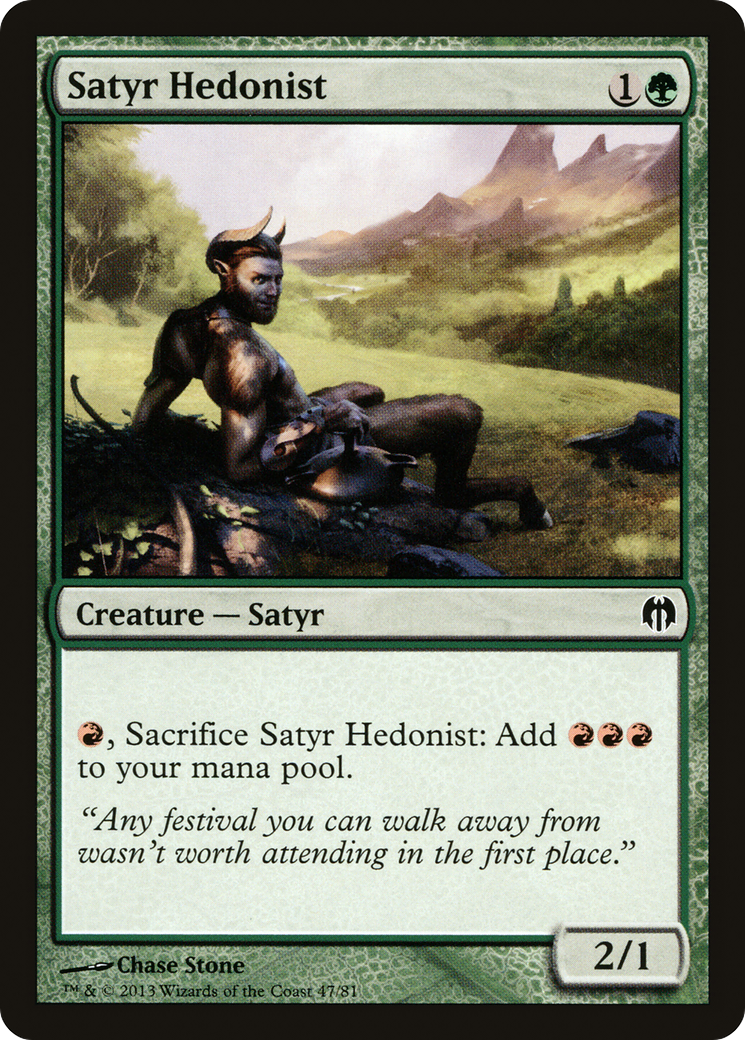 Satyr Hedonist 1
Creature — Satyr
, Sacrifice Satyr Hedonist: Add
to your mana pool.
“Any festival you can walk away from
wasn’t worth attending in the first place.”
2/1
Chase Stone
™ & © 2013 Wizards of the Coast 47/81